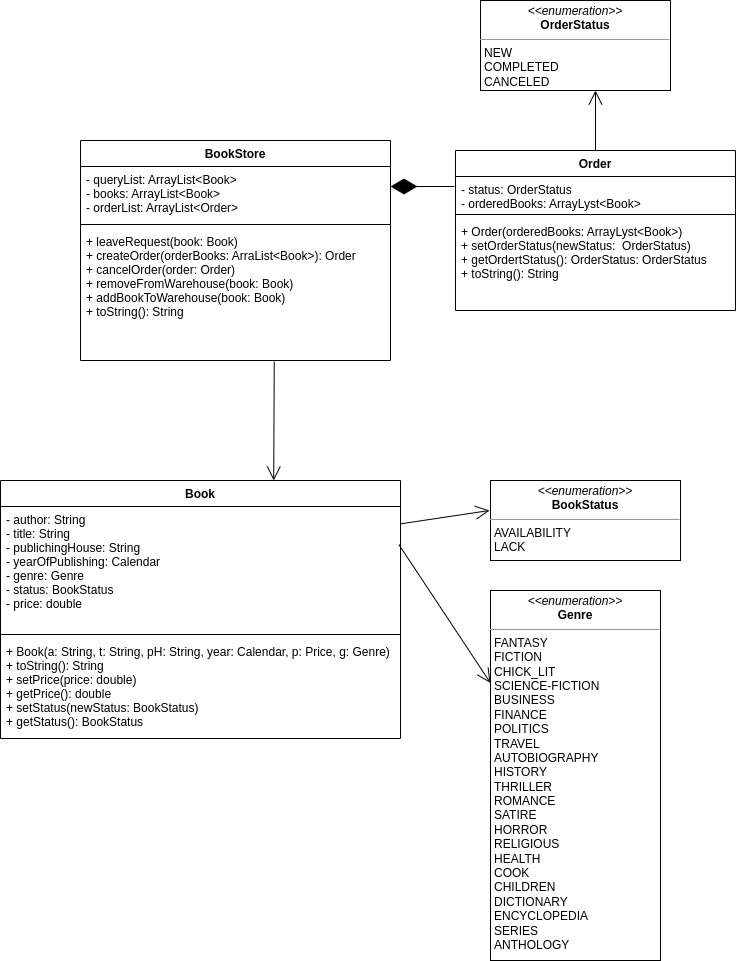 <<enumeration>>
OrderStatus
NEW
COMPLETED
CANCELED
BookStore
- queryList: ArrayList<Book>
- books: ArrayList<Book>
- orderList: ArrayList<Order>
+ leaveRequest(book: Book)
+ createOrder(orderBooks: ArraList<Book>): Order
+ cancelOrder(order: Order)
+ removeFromWarehouse(book: Book)
+ addBookToWarehouse(book: Book)
+ toString(): String
Order
- status: OrderStatus
- orderedBooks: ArrayLyst<Book>
+ Order(orderedBooks: ArrayLyst<Book>)
+ setOrderStatus(newStatus:  OrderStatus)
+ getOrdertStatus(): OrderStatus: OrderStatus
+ toString(): String
Book
- author: String
- title: String
- publichingHouse: String
- yearOfPublishing: Calendar
- genre: Genre
- status: BookStatus
- price: double
+ Book(a: String, t: String, pH: String, year: Calendar, p: Price, g: Genre)
+ toString(): String
+ setPrice(price: double)
+ getPrice(): double
+ setStatus(newStatus: BookStatus)
+ getStatus(): BookStatus
<<enumeration>>
BookStatus
AVAILABILITY
LACK
<<enumeration>>
Genre
FANTASY
FICTION
CHICK_LIT
SCIENCE-FICTION
BUSINESS
FINANCE
POLITICS
TRAVEL
AUTOBIOGRAPHY
HISTORY
THRILLER
ROMANCE
SATIRE
HORROR
RELIGIOUS
HEALTH
COOK
CHILDREN
DICTIONARY
ENCYCLOPEDIA
SERIES
ANTHOLOGY